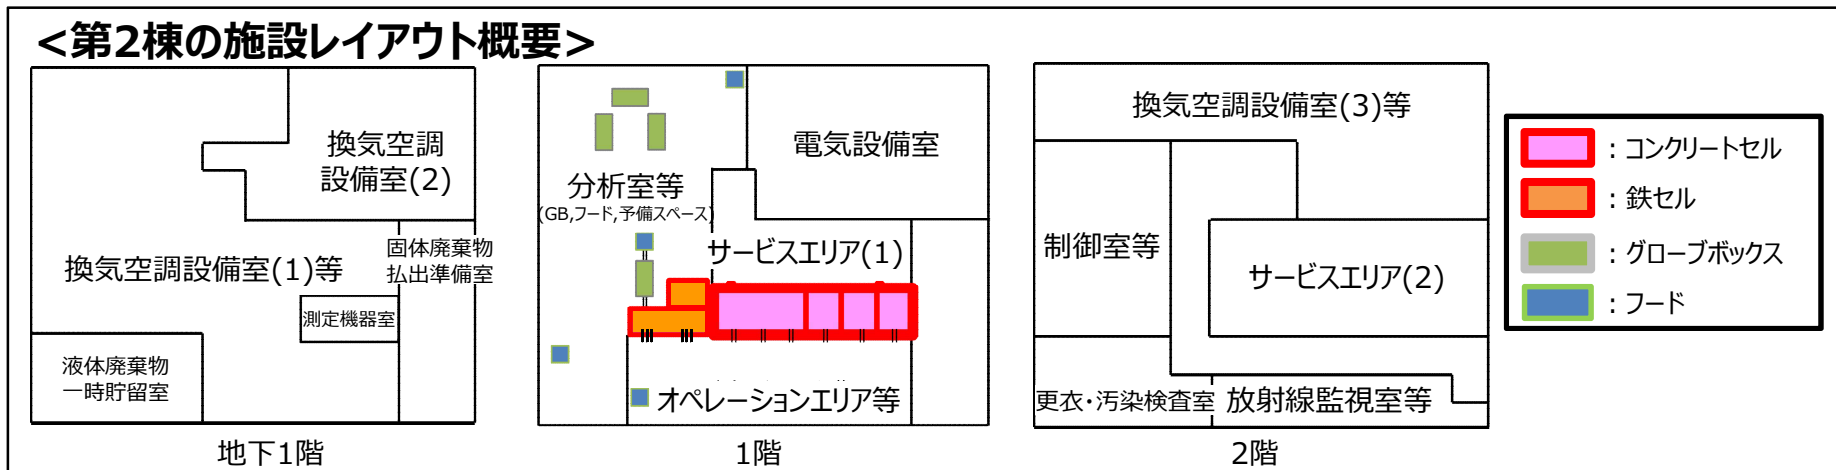 <第2棟の施設レイアウト概要>
換気空調
設備室(2)
固体廃棄物
払出準備室
換気空調設備室(1)等
測定機器室
液体廃棄物
一時貯留室
地下1階
電気設備室
分析室等
(GB,フード,予備スペース)
サービスエリア(1)
オペレーションエリア等
1階
換気空調設備室(3)等
制御室等
サービスエリア(2)
更衣・汚染検査室
放射線監視室等
2階
：コンクリートセル
：鉄セル
：グローブボックス
：フード